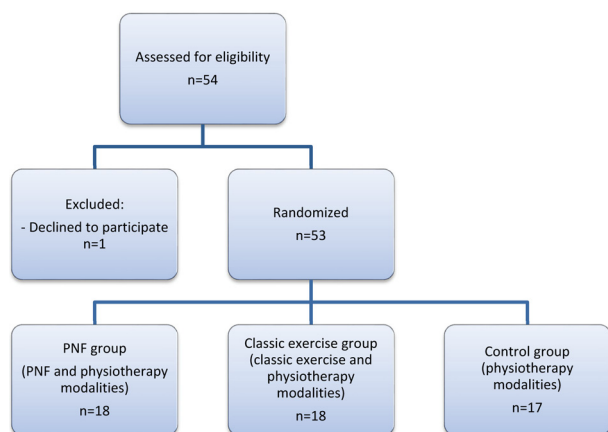 Assessed for eligibility
n=54
Excluded:
- Declined to participate
n=1
Randomized
n=53
PNF group
(PNF and physiotherapy
modalities)
n=18
Classic exercise group
(classic exercise and
physiotherapy
modalities)
n=18
Control group
(physiotherapy
modalities)
n=17